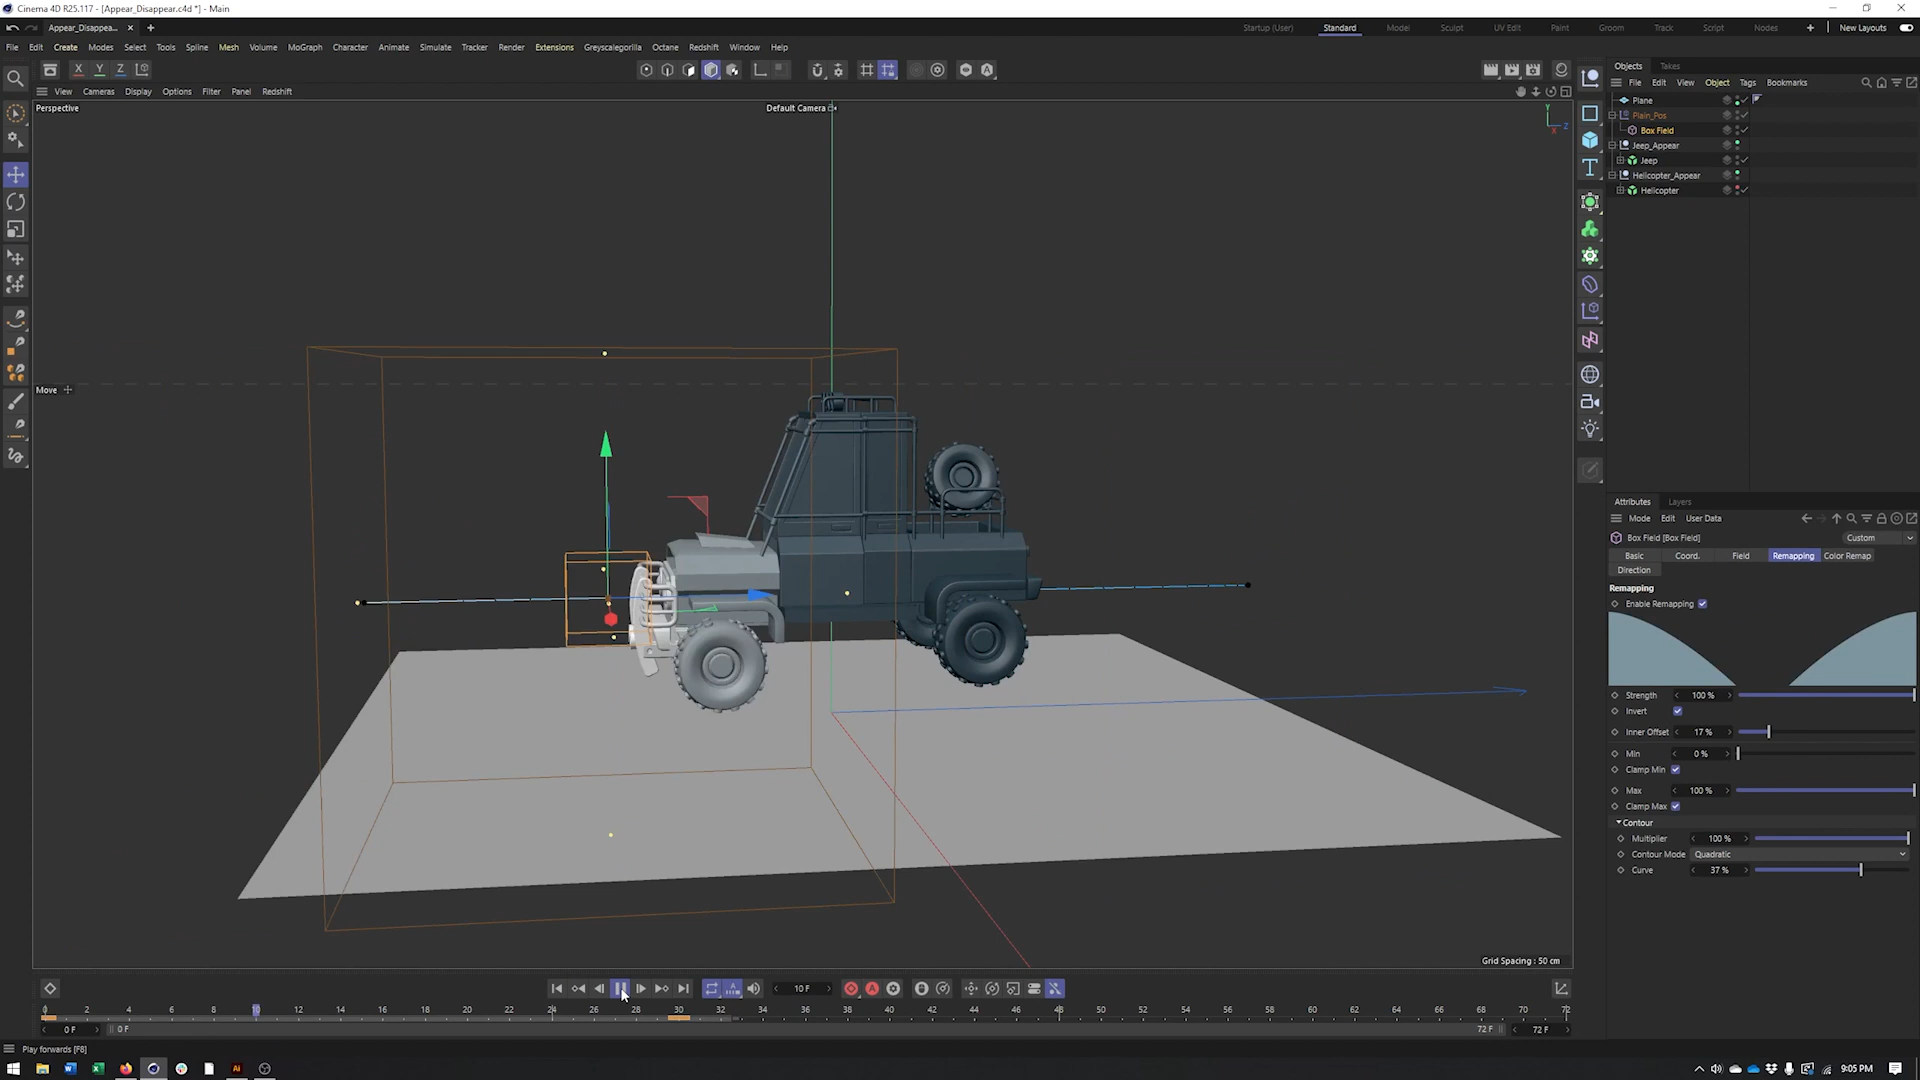 Cinema 4D R25.117 - [Appear_Disappear.c4d *] - Main
Appear_Disappea...
Startup (User) Standard Model Sculpt UV Edit Paint Groom Track Script Nodes New Layouts
File Edit Create Modes Select Tools Spline Mesh Volume MoGraph Character Animate Simulate Tracker Render Extensions Greyscalegorilla Octane Redshift Window Help
X Y Z
View Cameras Display Options Filter Panel Redshift
Perspective
Default Camera
Y
X
Z
Move
Grid Spacing : 50 cm
Objects Takes
File Edit View Object Tags Bookmarks
Plane
Plain_Pos
Box Field
Jeep_Appear
Jeep
Helicopter_Appear
Helicopter
Attributes Layers
Mode Edit User Data
Box Field [Box Field] Custom
Basic Coord. Field Remapping Color Remap
Direction
Remapping
Enable Remapping
Strength 100 %
Invert
Inner Offset 17 %
Min 0 %
Clamp Min
Max 100 %
Clamp Max
Contour
Multiplier 100 %
Contour Mode Quadratic
Curve 37 %
10 F
0 2 4 6 8 10 12 14 16 18 20 22 24 26 28 30 32 34 36 38 40 42 44 46 48 50 52 54 56 58 60 62 64 66 68 70 72
0 F 0 F 72 F 72 F
Play forwards [F8]
9:05 PM